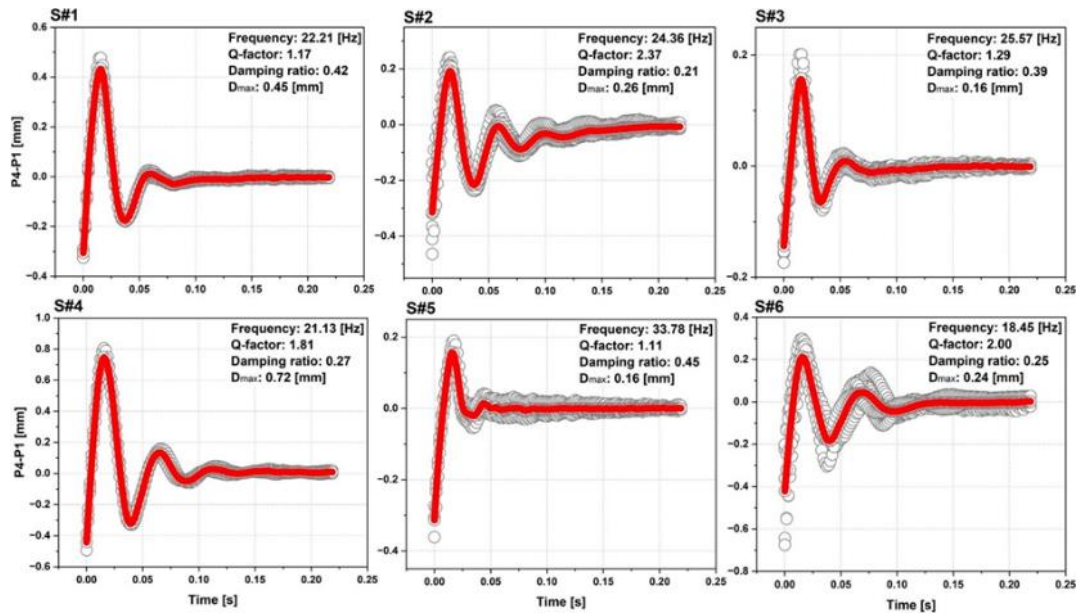 S#1
Frequency: 22.21 [Hz]
Q-factor: 1.17
Damping ratio: 0.42
Dmax: 0.45 [mm]
P4-P1 [mm]
0.6
0.4
0.2
0.0
−0.2
−0.4
0.00 0.05 0.10 0.15 0.20 0.25
S#2
Frequency: 24.36 [Hz]
Q-factor: 2.37
Damping ratio: 0.21
Dmax: 0.26 [mm]
0.2
0.0
−0.2
−0.4
0.00 0.05 0.10 0.15 0.20 0.25
S#3
Frequency: 25.57 [Hz]
Q-factor: 1.29
Damping ratio: 0.39
Dmax: 0.16 [mm]
0.2
0.0
−0.2
0.00 0.05 0.10 0.15 0.20 0.25
S#4
Frequency: 21.13 [Hz]
Q-factor: 1.81
Damping ratio: 0.27
Dmax: 0.72 [mm]
P4-P1 [mm]
1.0
0.8
0.6
0.4
0.2
0.0
−0.2
−0.4
−0.6
0.00 0.05 0.10 0.15 0.20 0.25
Time [s]
S#5
Frequency: 33.78 [Hz]
Q-factor: 1.11
Damping ratio: 0.45
Dmax: 0.16 [mm]
0.2
0.0
−0.2
−0.4
0.00 0.05 0.10 0.15 0.20 0.25
Time [s]
S#6
Frequency: 18.45 [Hz]
Q-factor: 2.00
Damping ratio: 0.25
Dmax: 0.24 [mm]
0.4
0.2
0.0
−0.2
−0.4
−0.6
−0.8
0.00 0.05 0.10 0.15 0.20 0.25
Time [s]